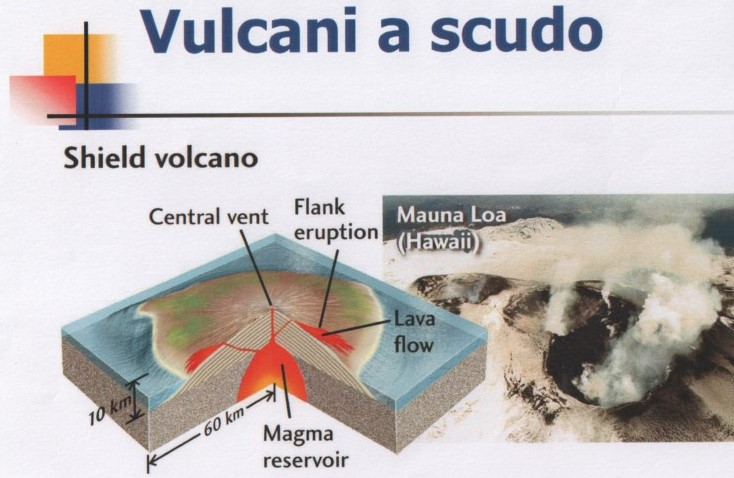 Vulcani a scudo
Shield volcano
Central vent
Flank
eruption
Mauna Loa
(Hawaii)
Lava
flow
10 km
60 km
Magma
reservoir